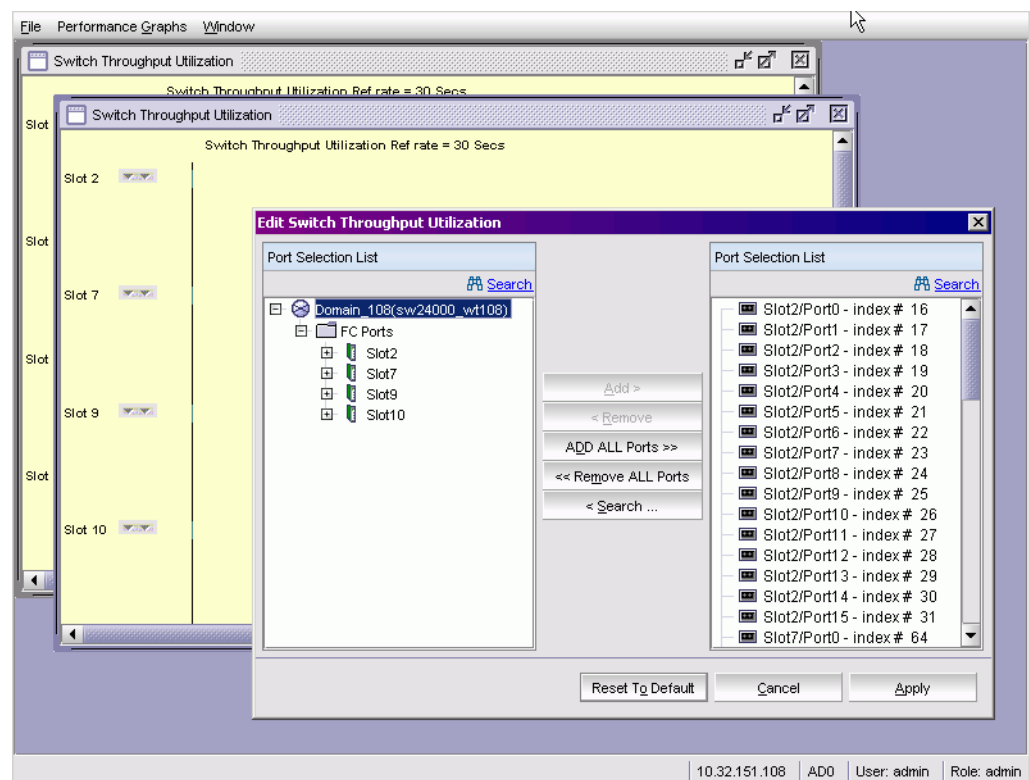 File Performance Graphs Window
Switch Throughput Utilization
Switch Throughput Utilization Ref rate = 30 Secs
Slot
Switch Throughput Utilization
Switch Throughput Utilization Ref rate = 30 Secs
Slot 2
Slot
Slot 7
Slot
Slot 9
Slot
Slot 10
Edit Switch Throughput Utilization
Port Selection List
Search
Domain_108(sw24000_wt108)
FC Ports
Slot2
Slot7
Slot9
Slot10
Add >
< Remove
ADD ALL Ports >>
<< Remove ALL Ports
< Search ...
Port Selection List
Search
Slot2/Port0 - index # 16
Slot2/Port1 - index # 17
Slot2/Port2 - index # 18
Slot2/Port3 - index # 19
Slot2/Port4 - index # 20
Slot2/Port5 - index # 21
Slot2/Port6 - index # 22
Slot2/Port7 - index # 23
Slot2/Port8 - index # 24
Slot2/Port9 - index # 25
Slot2/Port10 - index # 26
Slot2/Port11 - index # 27
Slot2/Port12 - index # 28
Slot2/Port13 - index # 29
Slot2/Port14 - index # 30
Slot2/Port15 - index # 31
Slot7/Port0 - index # 64
Reset To Default Cancel Apply
10.32.151.108 AD0 User: admin Role: admin